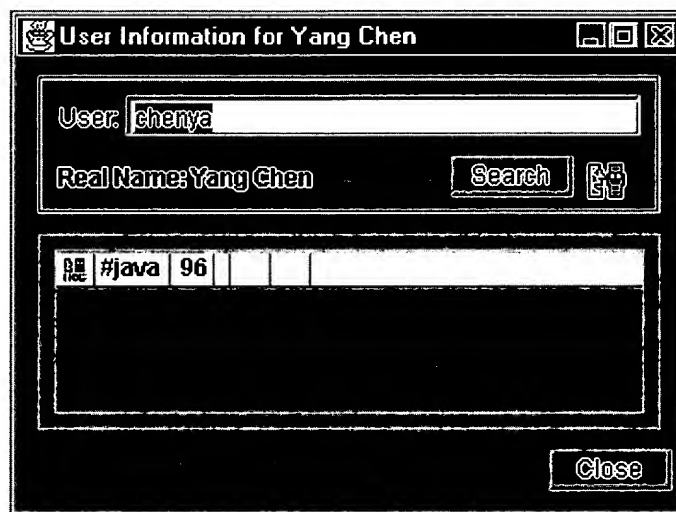 User Information for Yang Chen
User: chenya
Real Name: Yang Chen Search
#java 96
Close